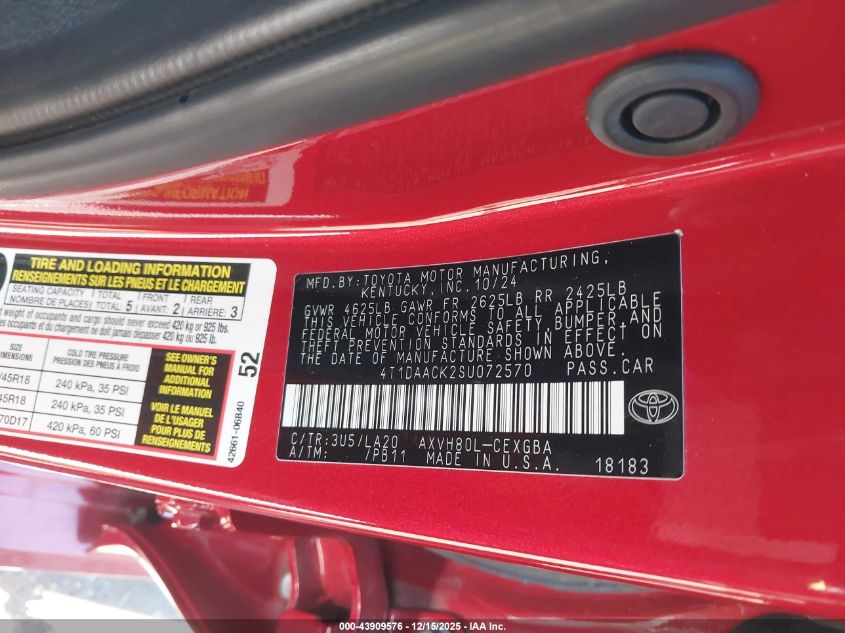 TIRE AND LOADING INFORMATION
RENSEIGNEMENTS SUR LES PNEUS ET LE CHARGEMENT
SEATING CAPACITY TOTAL 5 FRONT 2 REAR 3
NOMBRE DE PLACES TOTAL AVANT ARRIÈRE
weight of occupants and cargo should never exceed 420 kg or 925 lbs.
des occupants et du chargement ne doit jamais dépasser 420 kg ou 925 lb.
SIZE COLD TIRE PRESSURE
DIMENSIONS PRESSION DES PNEUS À FROID
/45R18 240 kPa, 35 PSI
45R18 240 kPa, 35 PSI
70D17 420 kPa, 60 PSI
SEE OWNER'S
MANUAL FOR
ADDITIONAL
INFORMATION
VOIR LE MANUEL
DE L'USAGER
POUR PLUS DE
RENSEIGNEMENTS
52
42661-06B40
MFD.BY:TOYOTA MOTOR MANUFACTURING,
KENTUCKY, INC. 10/24
GVWR 4625LB GAWR FR 2625LB RR 2425LB
THIS VEHICLE CONFORMS TO ALL APPLICABLE
FEDERAL MOTOR VEHICLE SAFETY, BUMPER, AND
THEFT PREVENTION STANDARDS IN EFFECT ON
THE DATE OF MANUFACTURE SHOWN ABOVE.
4T1DAACK2SU072570 PASS.CAR
C/TR:3U5/LA20 AXVH80L-CEXGBA
A/TM: 7PB11 MADE IN U.S.A. 18183
000-43909576 - 12/15/2025 - IAA Inc.